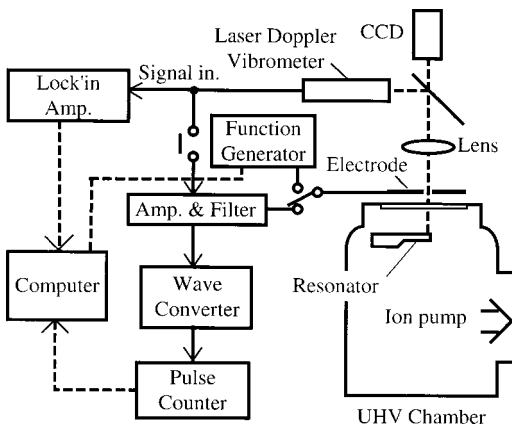 CCD
Laser Doppler
Vibrometer
Lock'in
Amp.
Signal in.
Function
Generator
Lens
Electrode
Amp. & Filter
Computer
Wave
Converter
Resonator
Ion pump
Pulse
Counter
UHV Chamber